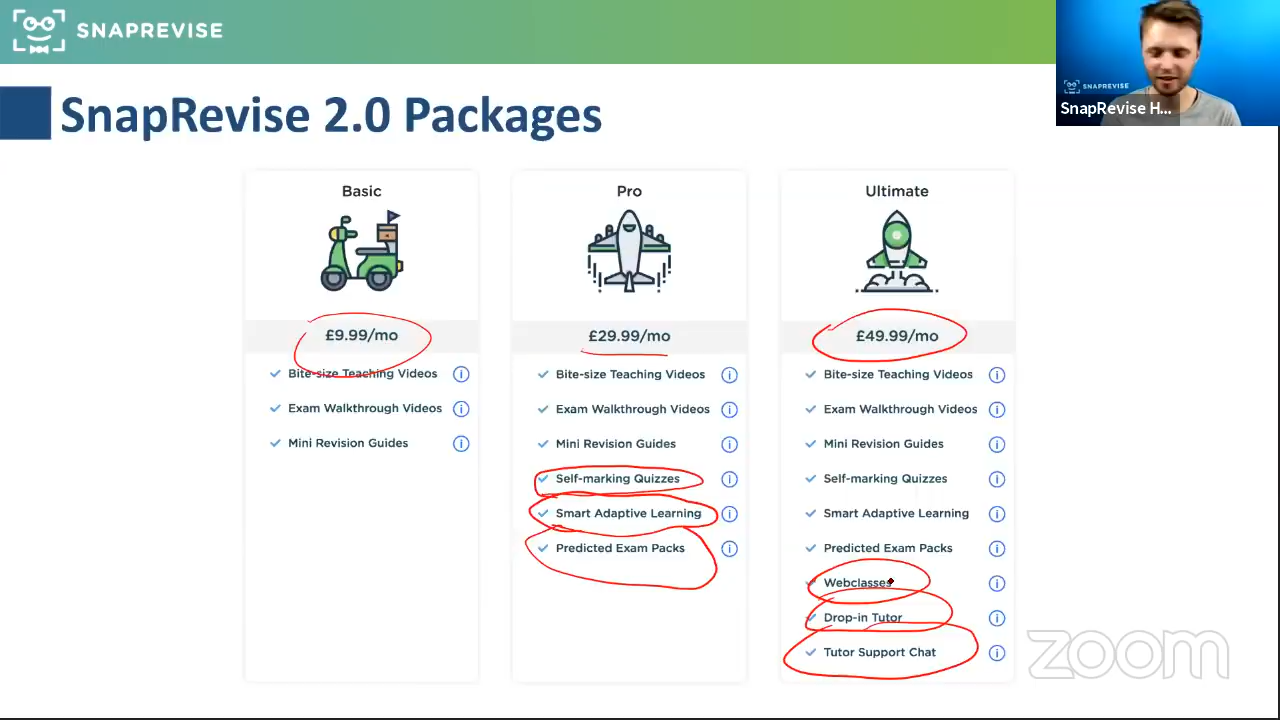 SNAPREVISE
SNAPREVISE
SnapRevise H...
SnapRevise 2.0 Packages
Basic
£9.99/mo
Bite-size Teaching Videos
Exam Walkthrough Videos
Mini Revision Guides
Pro
£29.99/mo
Bite-size Teaching Videos
Exam Walkthrough Videos
Mini Revision Guides
Self-marking Quizzes
Smart Adaptive Learning
Predicted Exam Packs
Ultimate
£49.99/mo
Bite-size Teaching Videos
Exam Walkthrough Videos
Mini Revision Guides
Self-marking Quizzes
Smart Adaptive Learning
Predicted Exam Packs
Webclasses
Drop-in Tutor
Tutor Support Chat
zoom